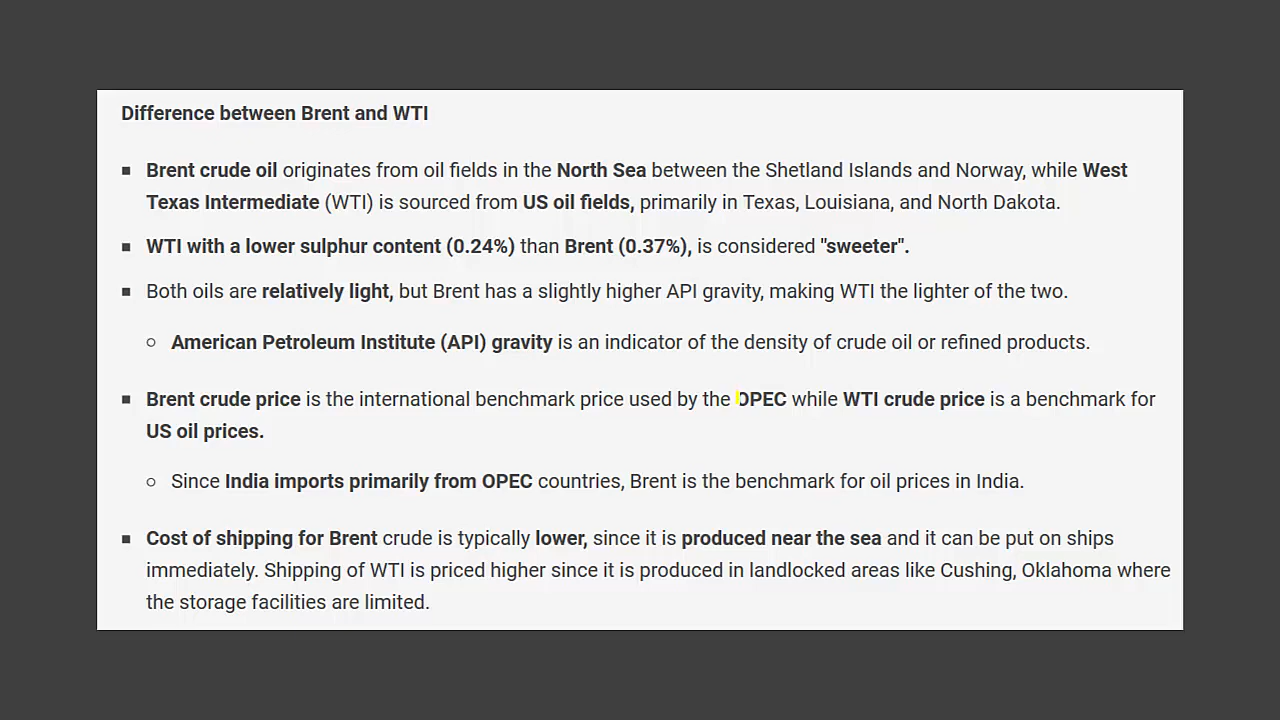 Difference between Brent and WTI
▪ Brent crude oil originates from oil fields in the North Sea between the Shetland Islands and Norway, while West
Texas Intermediate (WTI) is sourced from US oil fields, primarily in Texas, Louisiana, and North Dakota.
▪ WTI with a lower sulphur content (0.24%) than Brent (0.37%), is considered "sweeter".
▪ Both oils are relatively light, but Brent has a slightly higher API gravity, making WTI the lighter of the two.
○ American Petroleum Institute (API) gravity is an indicator of the density of crude oil or refined products.
▪ Brent crude price is the international benchmark price used by the OPEC while WTI crude price is a benchmark for
US oil prices.
○ Since India imports primarily from OPEC countries, Brent is the benchmark for oil prices in India.
▪ Cost of shipping for Brent crude is typically lower, since it is produced near the sea and it can be put on ships
immediately. Shipping of WTI is priced higher since it is produced in landlocked areas like Cushing, Oklahoma where
the storage facilities are limited.